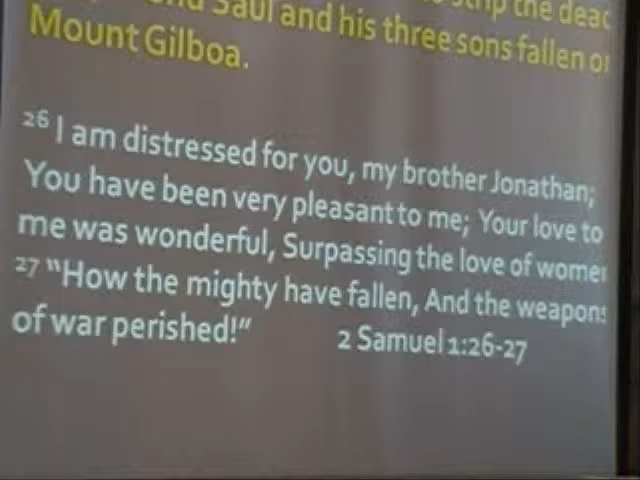 Saul and his three sons fallen
Mount Gilboa.
26 I am distressed for you, my brother Jonathan;
You have been very pleasant to me; Your love to
me was wonderful, Surpassing the love of
27 "How the mighty have fallen, And the weapons
of war perished!" 2 Samuel 1:26-27